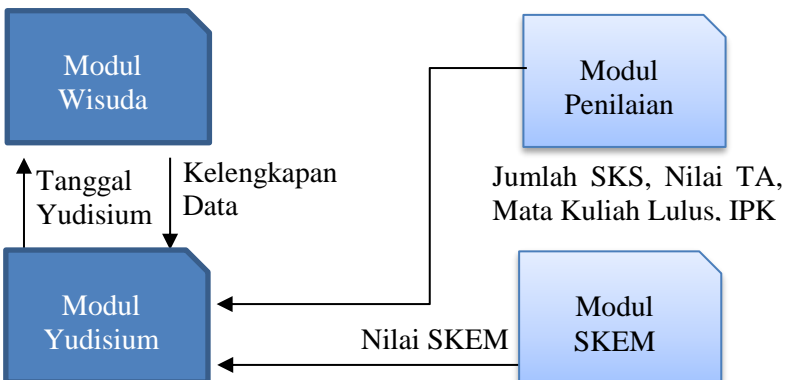 Modul
Wisuda
Modul
Penilaian
Tanggal
Yudisium
Kelengkapan
Data
Jumlah SKS, Nilai TA,
Mata Kuliah Lulus, IPK
Modul
Yudisium
Nilai SKEM
Modul
SKEM